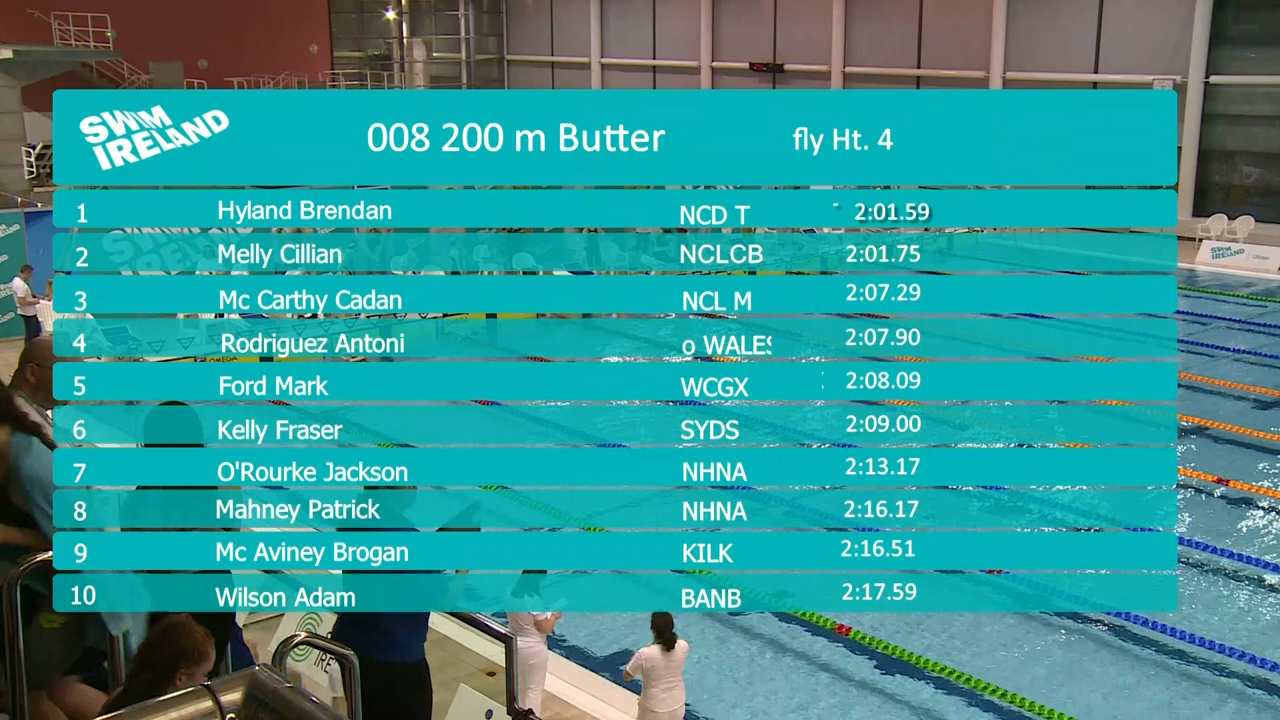 SWIM IRELAND
008 200 m Butter fly Ht. 4
1 Hyland Brendan NCD T 2:01.59
2 Melly Cillian NCLCB 2:01.75
3 Mc Carthy Cadan NCL M 2:07.29
4 Rodriguez Antoni o WALES 2:07.90
5 Ford Mark WCGX 2:08.09
6 Kelly Fraser SYDS 2:09.00
7 O'Rourke Jackson NHNA 2:13.17
8 Mahney Patrick NHNA 2:16.17
9 Mc Aviney Brogan KILK 2:16.51
10 Wilson Adam BANB 2:17.59
SWIM IRELAND
OMEGA
IRE